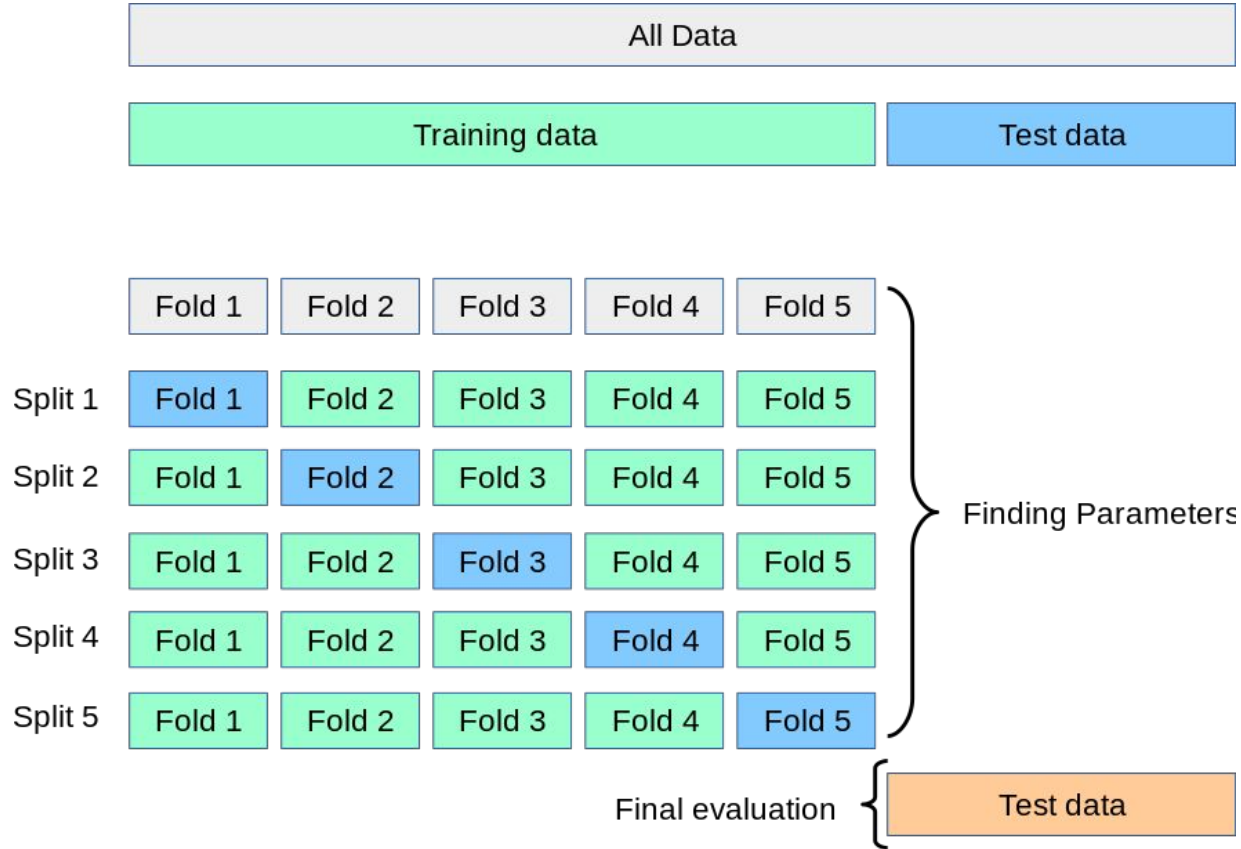 All Data
Training data Test data
Fold 1 Fold 2 Fold 3 Fold 4 Fold 5
Split 1 Fold 1 Fold 2 Fold 3 Fold 4 Fold 5
Split 2 Fold 1 Fold 2 Fold 3 Fold 4 Fold 5
Finding Parameters
Split 3 Fold 1 Fold 2 Fold 3 Fold 4 Fold 5
Split 4 Fold 1 Fold 2 Fold 3 Fold 4 Fold 5
Split 5 Fold 1 Fold 2 Fold 3 Fold 4 Fold 5
Final evaluation Test data